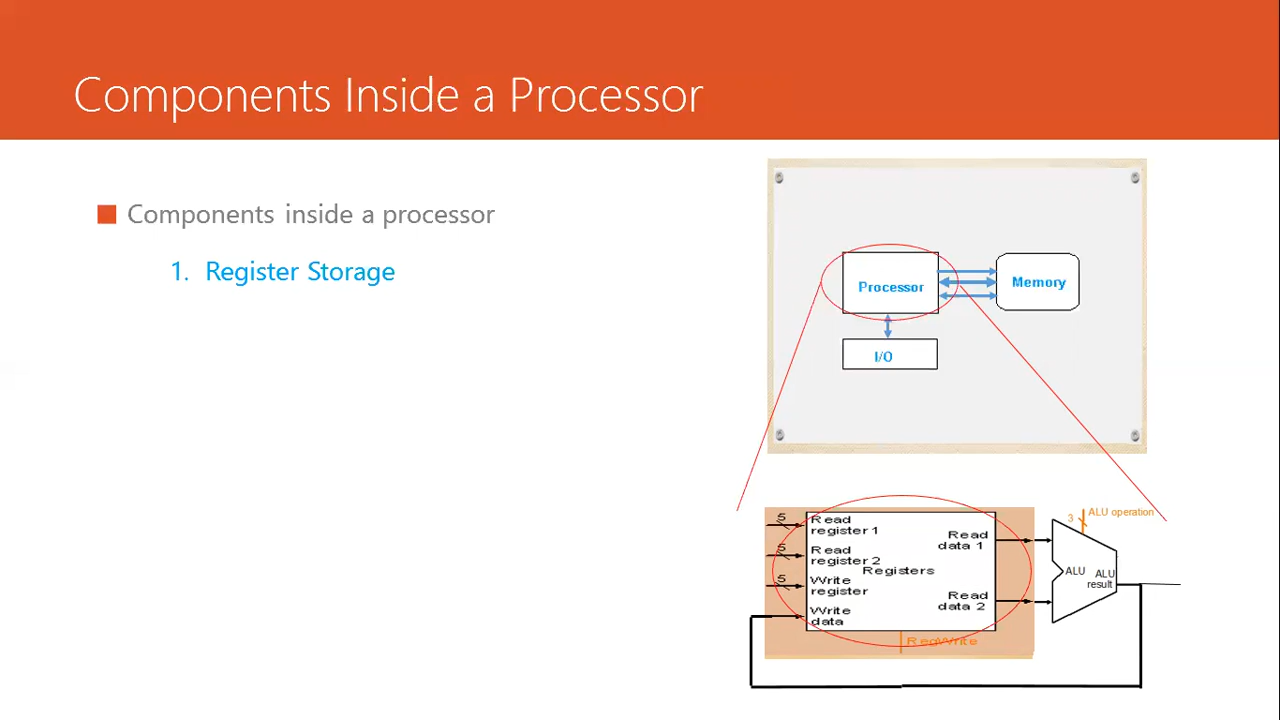 Components Inside a Processor
Components inside a processor
1. Register Storage
Processor
Memory
I/O
5
Read
register 1
5
Read
register 2
5
Write
register
Write
data
Registers
Read
data 1
Read
data 2
RegWrite
3
ALU operation
ALU
ALU
result